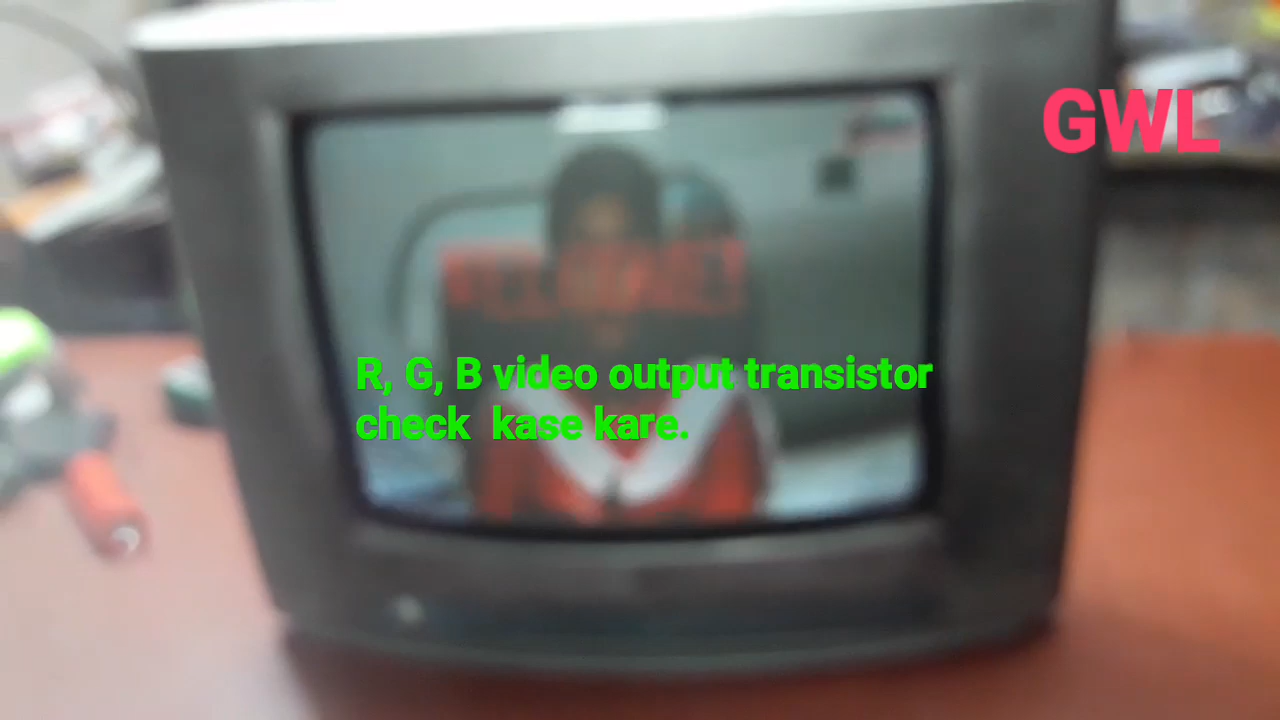 GWL
R, G, B video output transistor
check  kase kare.